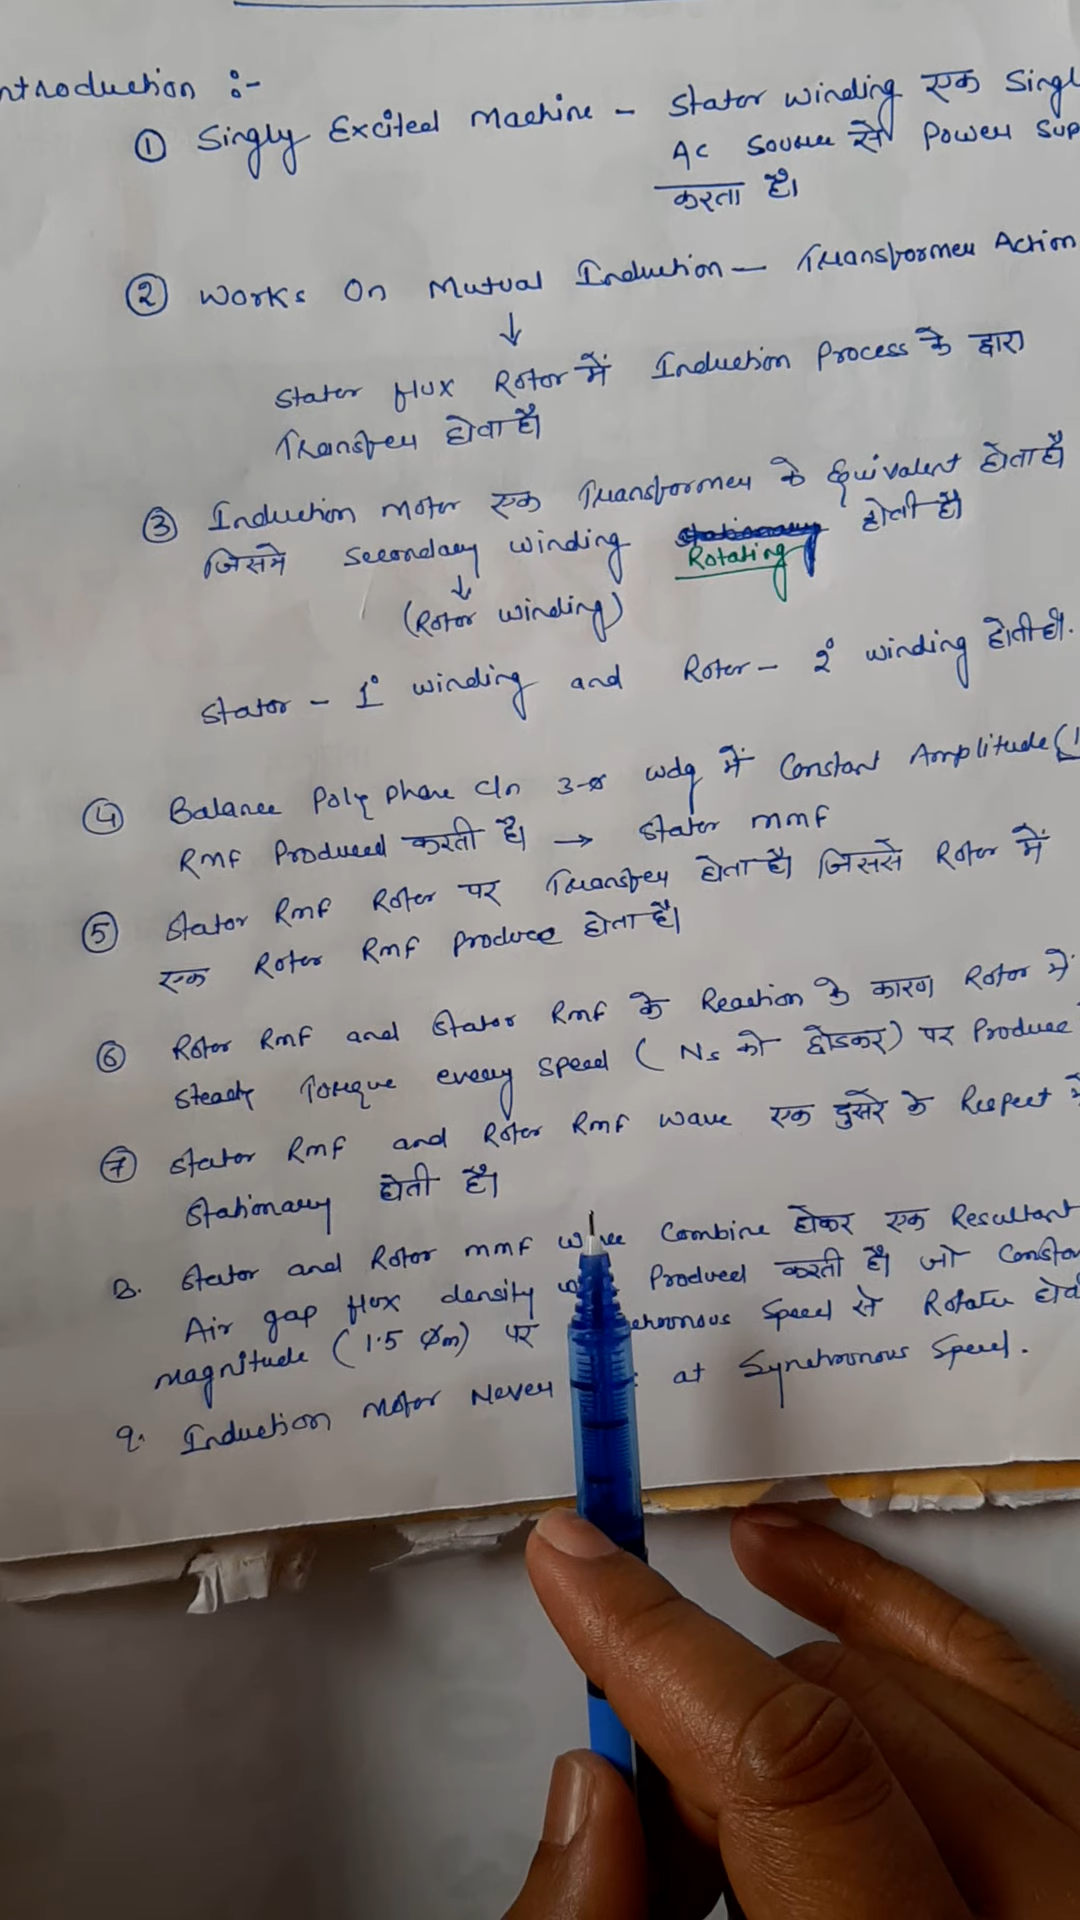 ntroduction :-
① Singly Excited Machine - Stator winding एक Singl
AC Source से Power Sup
करता है।
② Works On Mutual Induction - Transformer Action
↓
Stator flux Rotor में Induction Process के द्वारा
Transfer होता है।
③ Induction motor एक Transformer के Equivalent होता है
जिसमे Secondary winding Rotating होती है।
↓
(Rotor winding)
Stator - 1° winding and Rotor - 2° winding होती है।
④ Balance Poly phase c/n 3-ø wdg में Constant Amplitude (1
RMF Produced करती है। → Stator mmf
⑤ Stator RMF Rotor पर Transfer होता है। जिससे Rotor में
एक Rotor RMF Produce होता है।
⑥ Rotor RMF and Stator RMF के Reaction के कारण Rotor में
Steady Torque every Speed ( Ns को छोडकर) पर Produce
⑦ Stator RMF and Rotor RMF wave एक दुसरे के Respect में
Stationary होती है।
8. Stator and Rotor mmf Combine होकर एक Resultant
Air gap flux density Produced करती है। जो Consta
magnitude (1.5 Øm) पर Speed से Rotate होत
9. Induction Motor Never at Synchronous Speed.